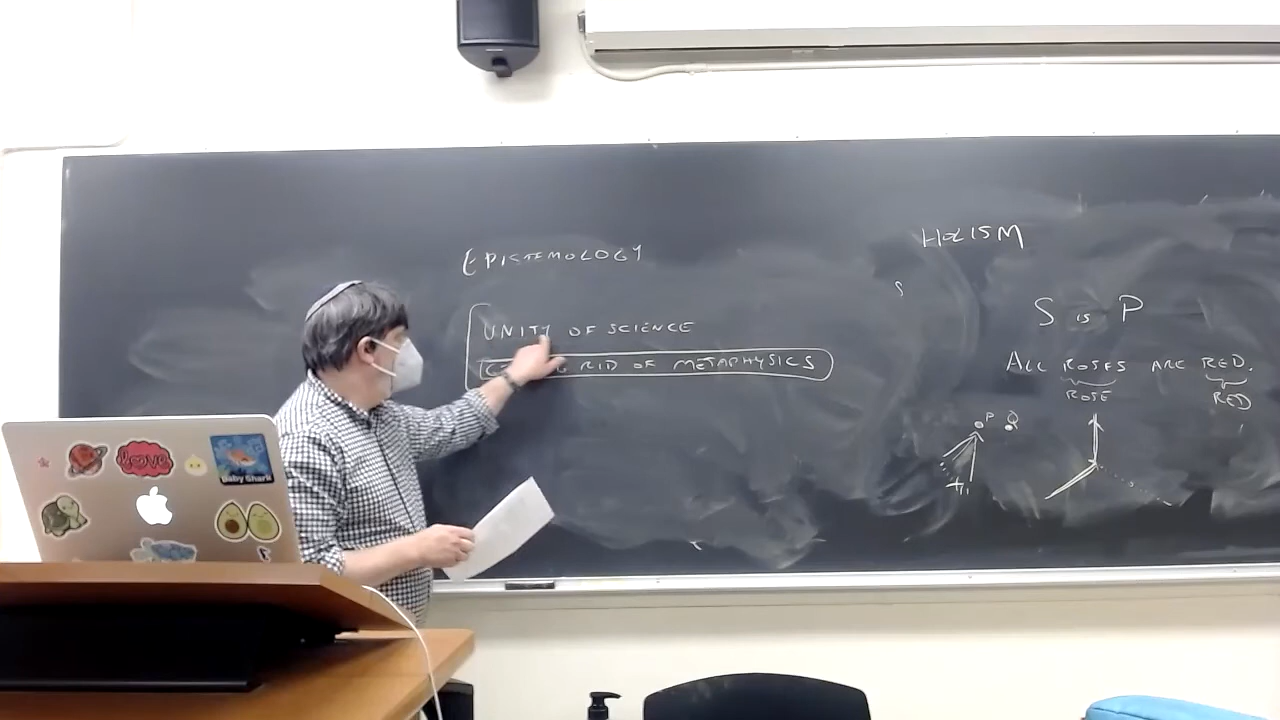 EPISTEMOLOGY
UNITY OF SCIENCE
RID OF METAPHYSICS
HOLISM
S
S is P
ALL ROSES ARE RED.
ROSE RED
P Q
love
Baby Shark